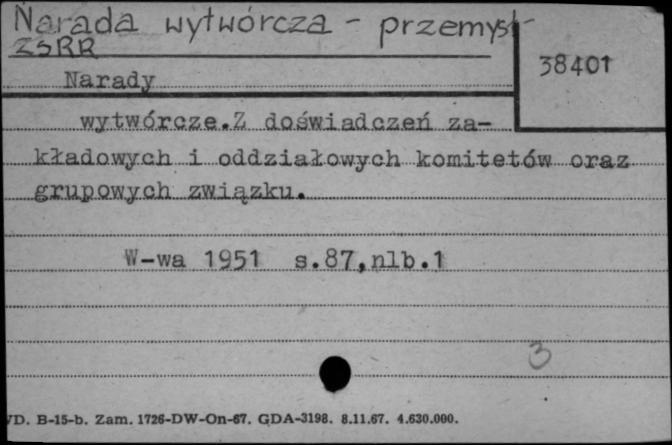 Narada wytwórcza - przemysł -
ZSRR
38401
Narady
wytwórcze.Z doświadczeń za-
kładowych i oddziałowych komitetów oraz
grupowych związku.
W-wa 1951 s.87,nlb.1
3
D. B-15-b. Zam. 1726-DW-On-67. GDA-3198. 8.11.67. 4.630.000.